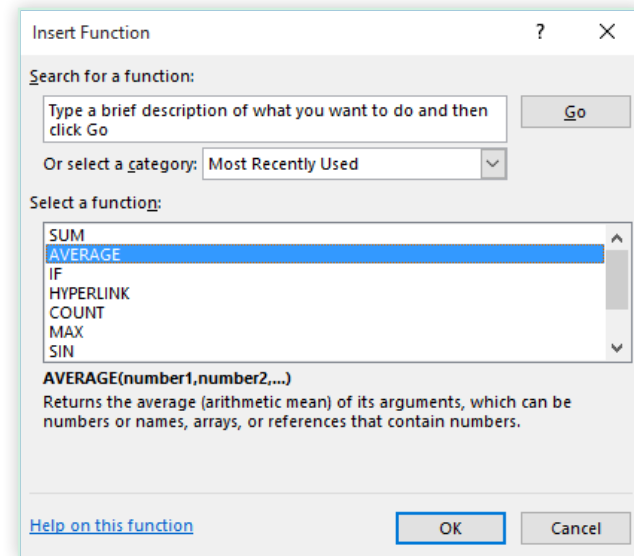 Insert Function
?
Search for a function:
Type a brief description of what you want to do and then
click Go
Go
Or select a category: Most Recently Used
Select a function:
SUM
AVERAGE
IF
HYPERLINK
COUNT
MAX
SIN
AVERAGE(number1,number2,...)
Returns the average (arithmetic mean) of its arguments, which can be
numbers or names, arrays, or references that contain numbers.
Help on this function
OK
Cancel